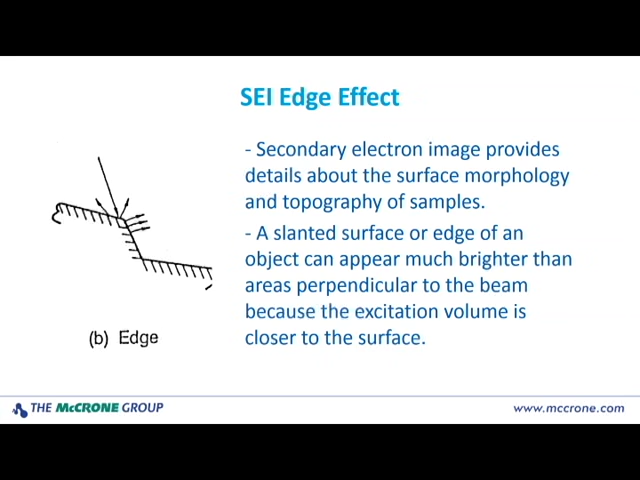 SEI Edge Effect
- Secondary electron image provides
details about the surface morphology
and topography of samples.
- A slanted surface or edge of an
object can appear much brighter than
areas perpendicular to the beam
because the excitation volume is
closer to the surface.
(b) Edge
THE McCRONE GROUP
www.mccrone.com